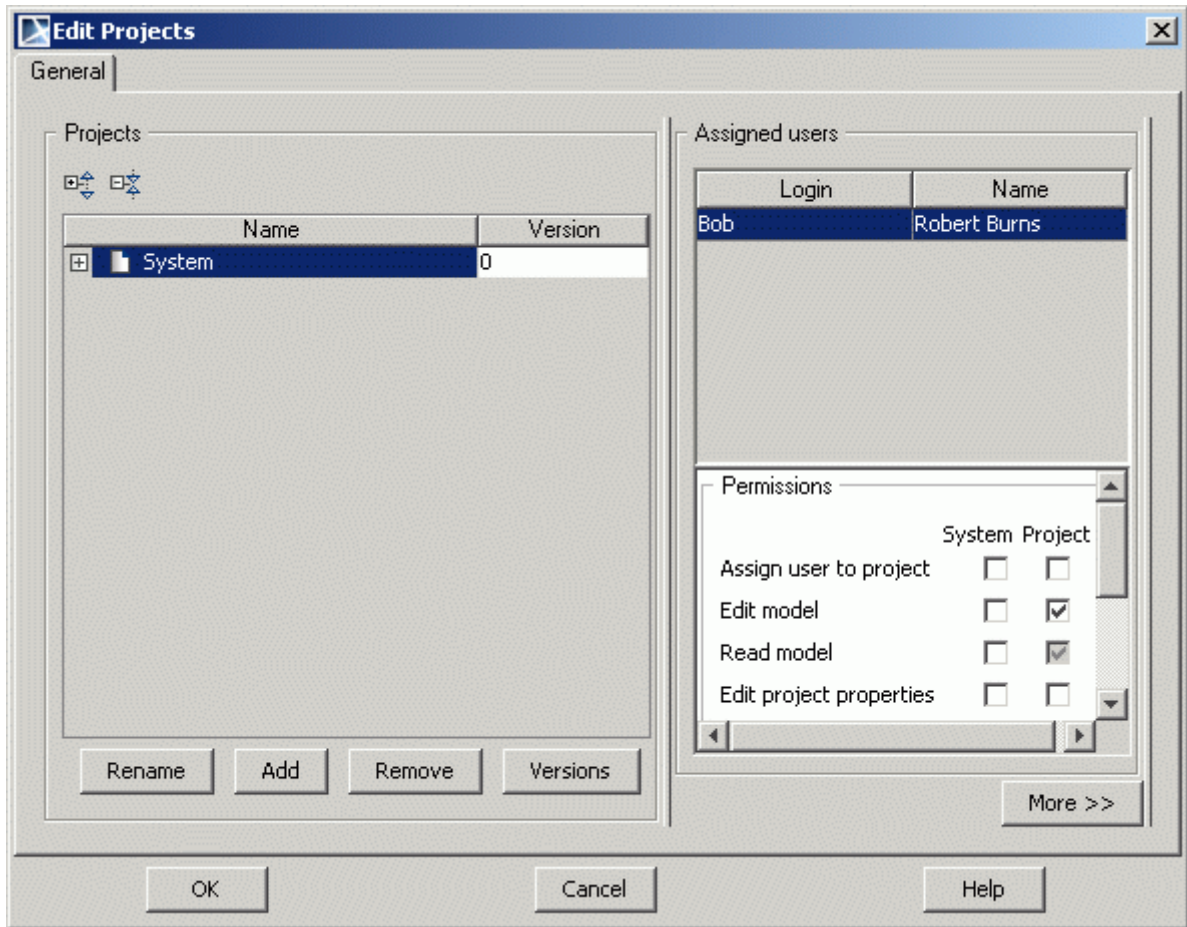 Edit Projects
General
Projects
Name Version
System 0
Rename Add Remove Versions
Assigned users
Login Name
Bob Robert Burns
Permissions
System Project
Assign user to project
Edit model
Read model
Edit project properties
More >>
OK Cancel Help